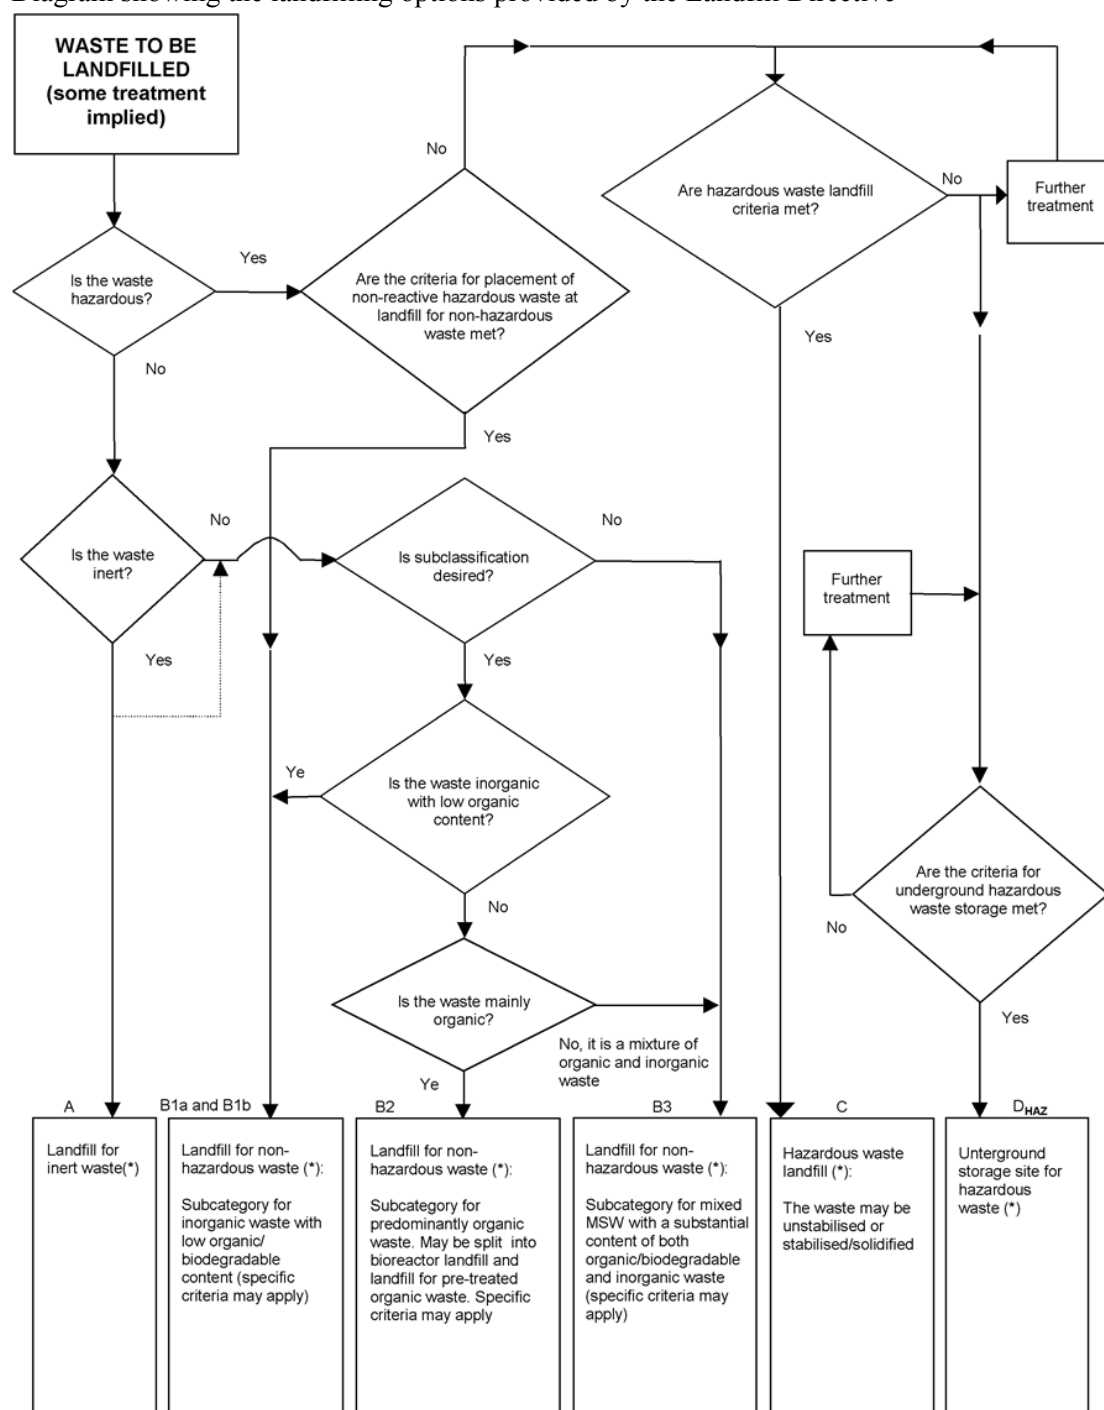 Diagram showing the landfilling options provided by the Landfill Directive
WASTE TO BE
LANDFILLED
(some treatment
implied)
No
Are hazardous waste landfill
criteria met?
No
Further
treatment
Is the waste
hazardous?
Yes
Are the criteria for placement of
non-reactive hazardous waste at
landfill for non-hazardous
waste met?
Yes
No
Yes
Is the waste
inert?
No
Is subclassification
desired?
No
Further
treatment
Yes
Yes
Ye
Is the waste inorganic
with low organic
content?
Are the criteria for
underground hazardous
waste storage met?
No
No
Is the waste mainly
organic?
Yes
No, it is a mixture of
organic and inorganic
waste
Ye
A
B1a and B1b
B2
B3
C
DHAZ
Landfill for
inert waste(*)
Landfill for non-
hazardous waste (*):
Subcategory for
inorganic waste with
low organic/
biodegradable
content (specific
criteria may apply)
Landfill for non-
hazardous waste (*):
Subcategory for
predominantly organic
waste. May be split into
bioreactor landfill and
landfill for pre-treated
organic waste. Specific
criteria may apply
Landfill for non-
hazardous waste (*):
Subcategory for mixed
MSW with a substantial
content of both
organic/biodegradable
and inorganic waste
(specific criteria may
apply)
Hazardous waste
landfill (*):
The waste may be
unstabilised or
stabilised/solidified
Underground
storage site for
hazardous
waste (*)